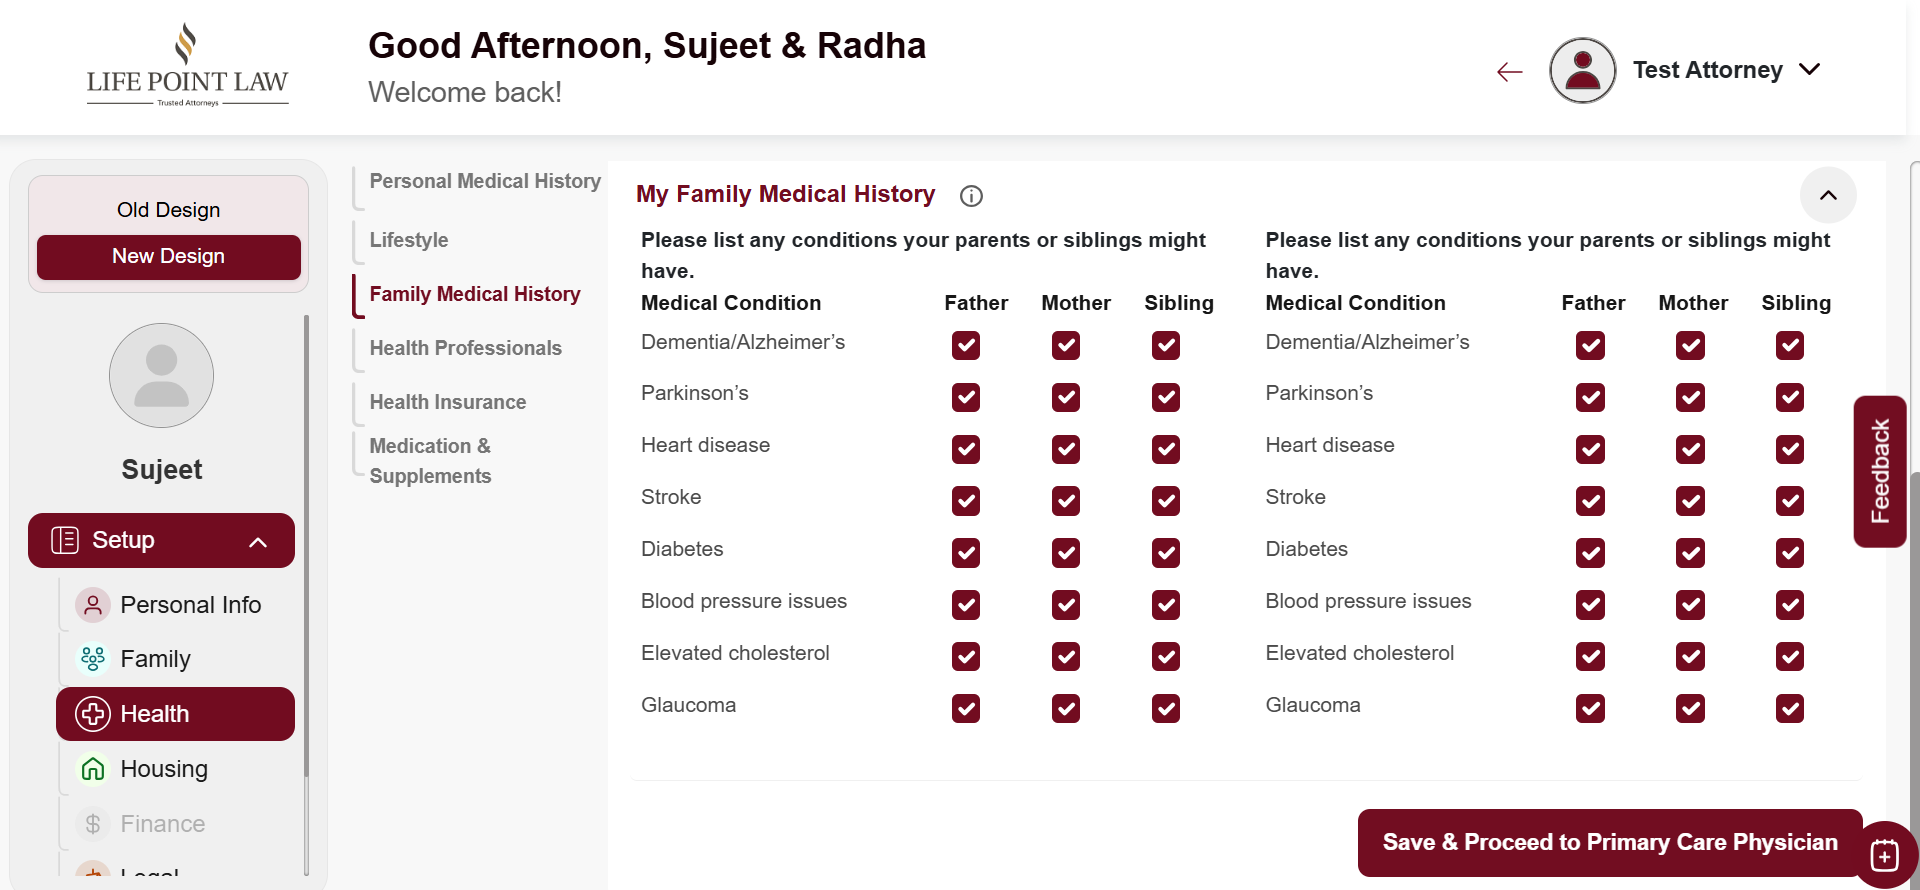 LIFE POINT LAW
Trusted Attorneys
Good Afternoon, Sujeet & Radha
Welcome back!
Test Attorney
Old Design
New Design
Sujeet
Setup
Personal Info
Family
Health
Housing
Finance
Legal
Personal Medical History
Lifestyle
Family Medical History
Health Professionals
Health Insurance
Medication &
Supplements
My Family Medical History
Please list any conditions your parents or siblings might
have.
Medical Condition Father Mother Sibling
Dementia/Alzheimer’s
Parkinson’s
Heart disease
Stroke
Diabetes
Blood pressure issues
Elevated cholesterol
Glaucoma
Please list any conditions your parents or siblings might
have.
Medical Condition Father Mother Sibling
Dementia/Alzheimer’s
Parkinson’s
Heart disease
Stroke
Diabetes
Blood pressure issues
Elevated cholesterol
Glaucoma
Save & Proceed to Primary Care Physician
Feedback